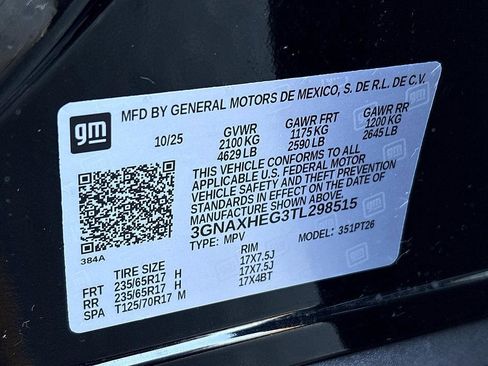 gm
MFD BY GENERAL MOTORS DE MEXICO, S. DE R.L. DE C.V.
10/25 GVWR GAWR FRT GAWR RR
2100 KG 1175 KG 1200 KG
4629 LB 2590 LB 2645 LB
THIS VEHICLE CONFORMS TO ALL
APPLICABLE U.S. FEDERAL MOTOR
VEHICLE SAFETY AND THEFT PREVENTION
STANDARDS IN EFFECT ON THE DATE OF
MANUFACTURE SHOWN ABOVE.
3GNAXHEG3TL298515
TYPE: MPV MODEL: 351PT26
384A
TIRE SIZE RIM
FRT 235/65R17 H 17X7.5J
RR 235/65R17 H 17X7.5J
SPA T125/70R17 M 17X4BT